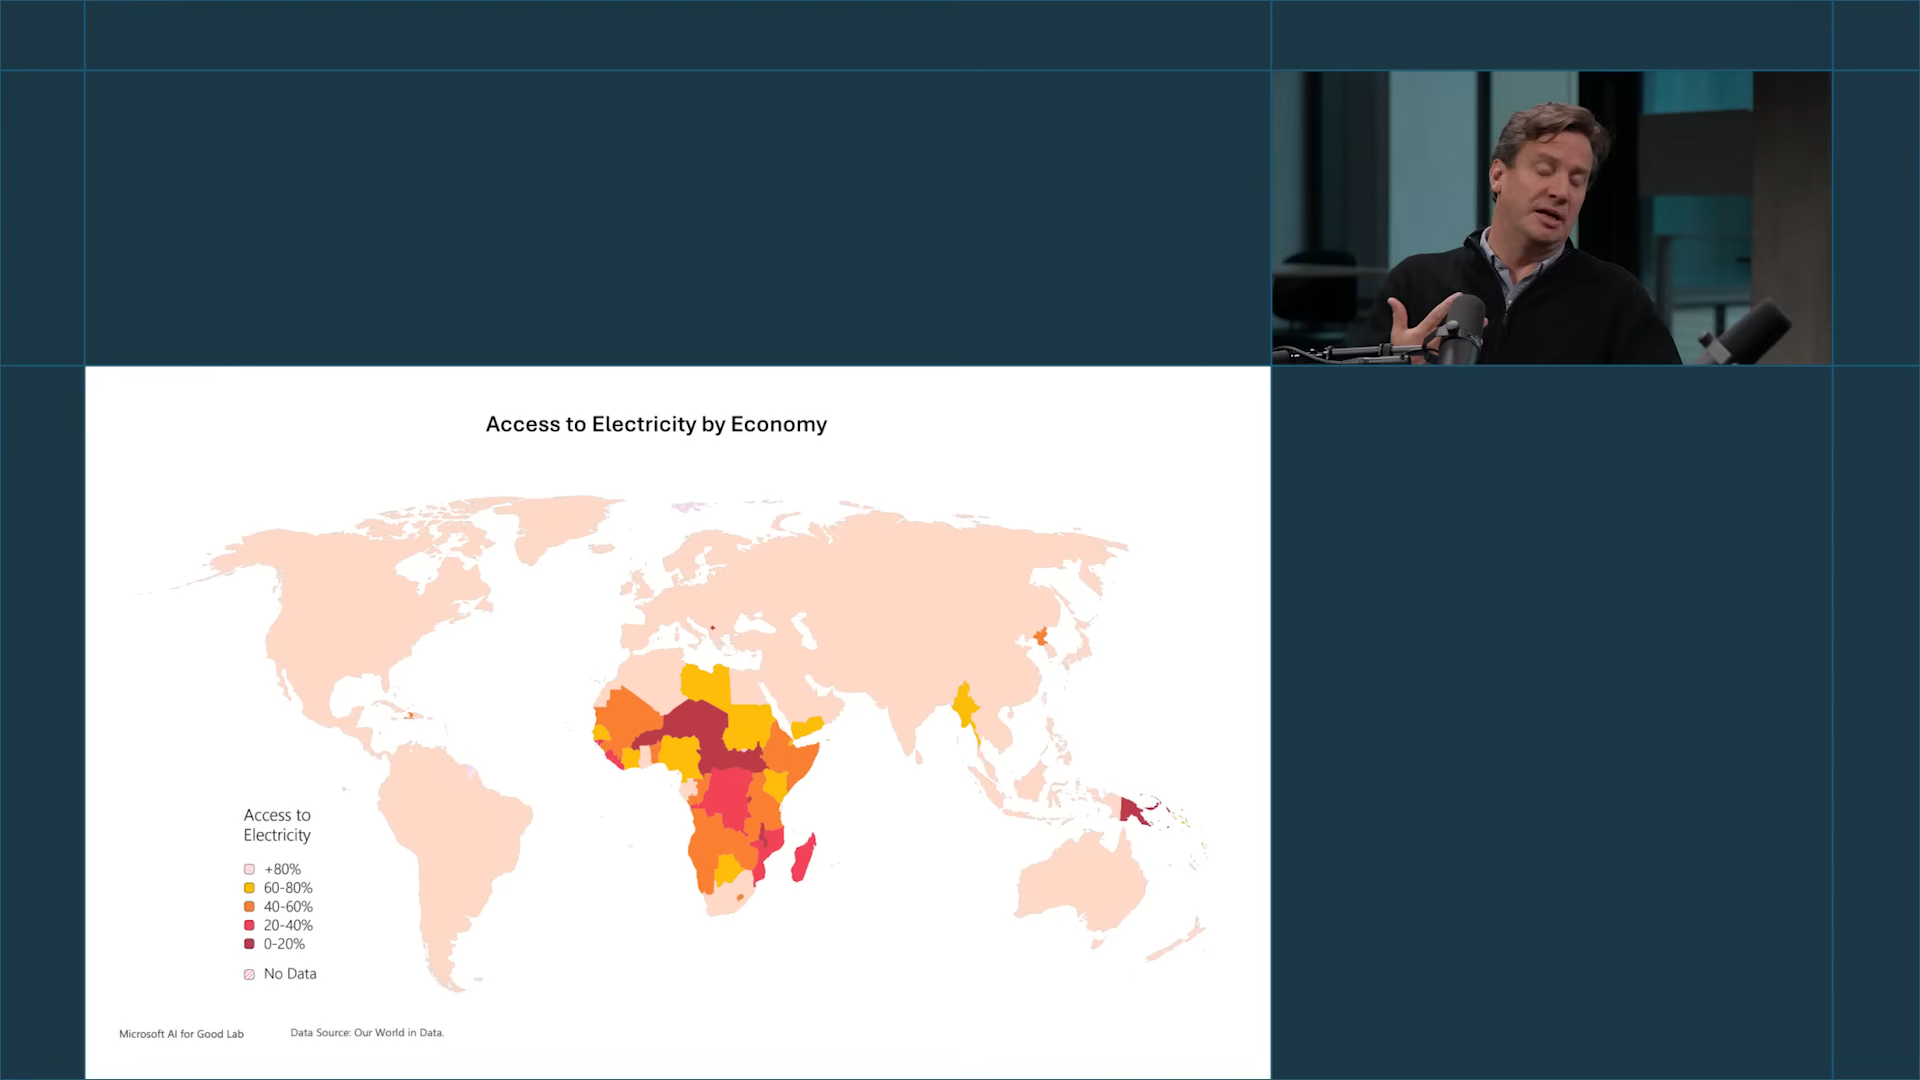 Access to Electricity by Economy
Access to
Electricity
+80%
60-80%
40-60%
20-40%
0-20%
No Data
Microsoft AI for Good Lab
Data Source: Our World in Data.